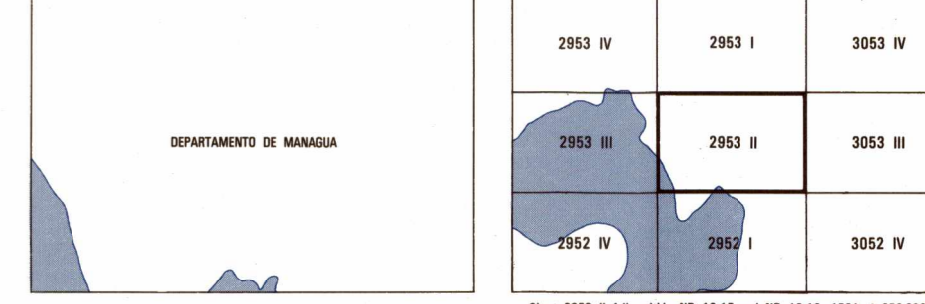 DEPARTAMENTO DE MANAGUA
2953 IV 2953 I 3053 IV
2953 III 2953 II 3053 III
2952 IV 2952 I 3052 IV